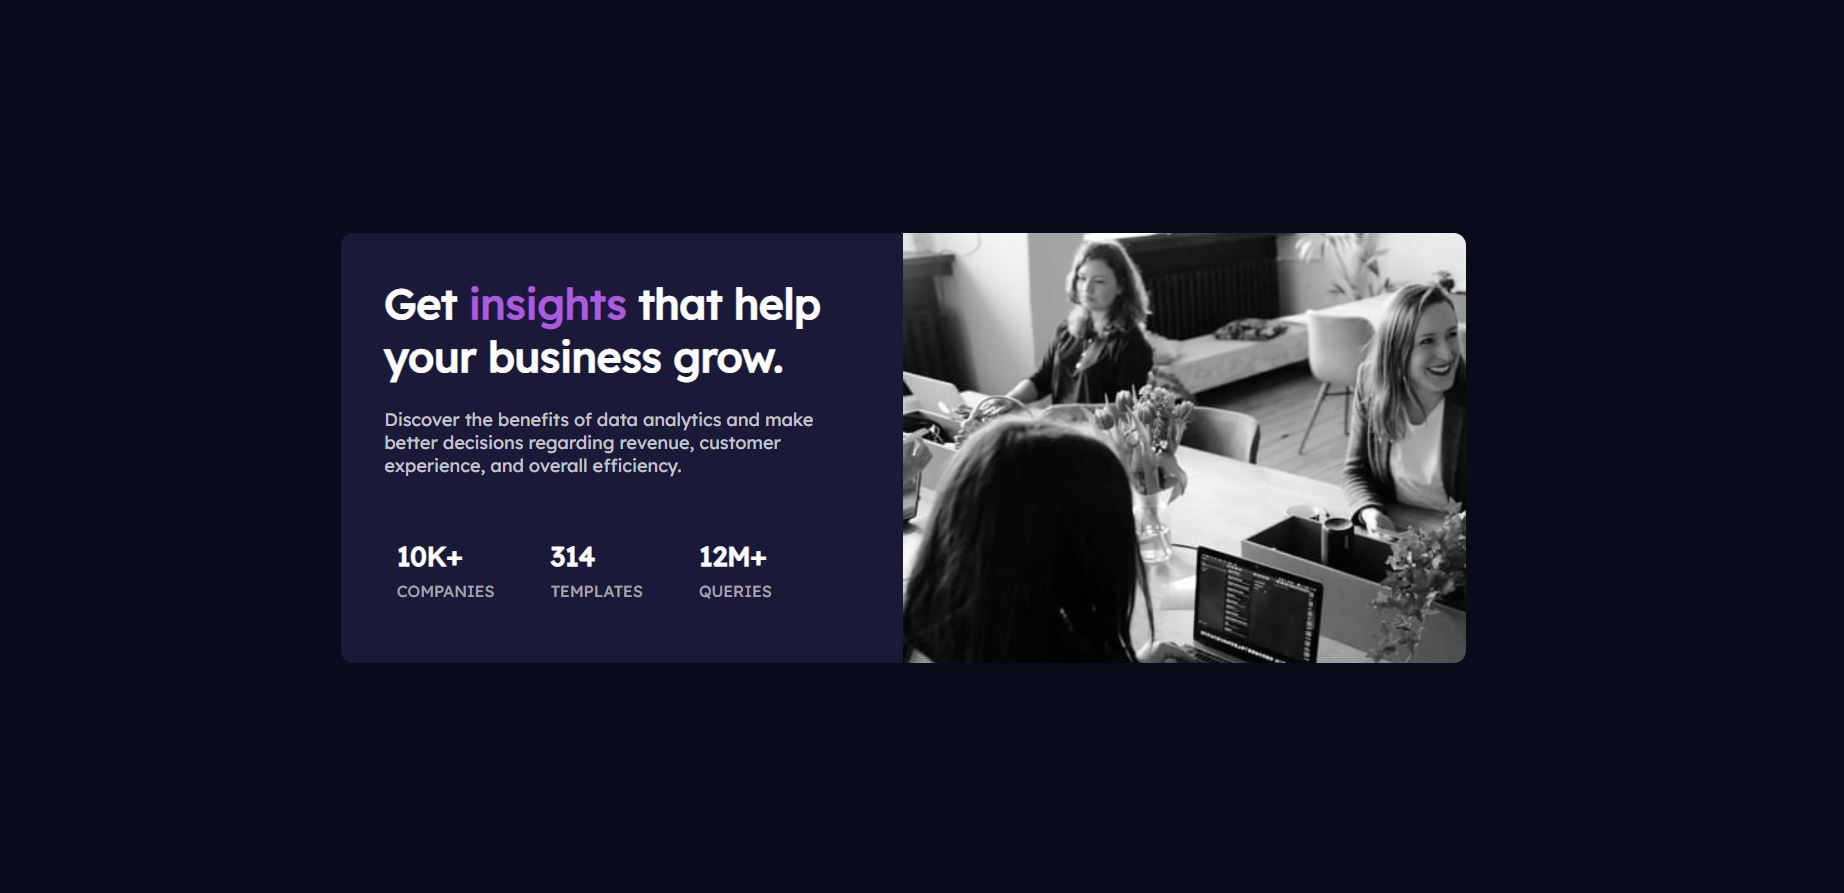 Get insights that help
your business grow.
Discover the benefits of data analytics and make
better decisions regarding revenue, customer
experience, and overall efficiency.
10K+ 314 12M+
COMPANIES TEMPLATES QUERIES